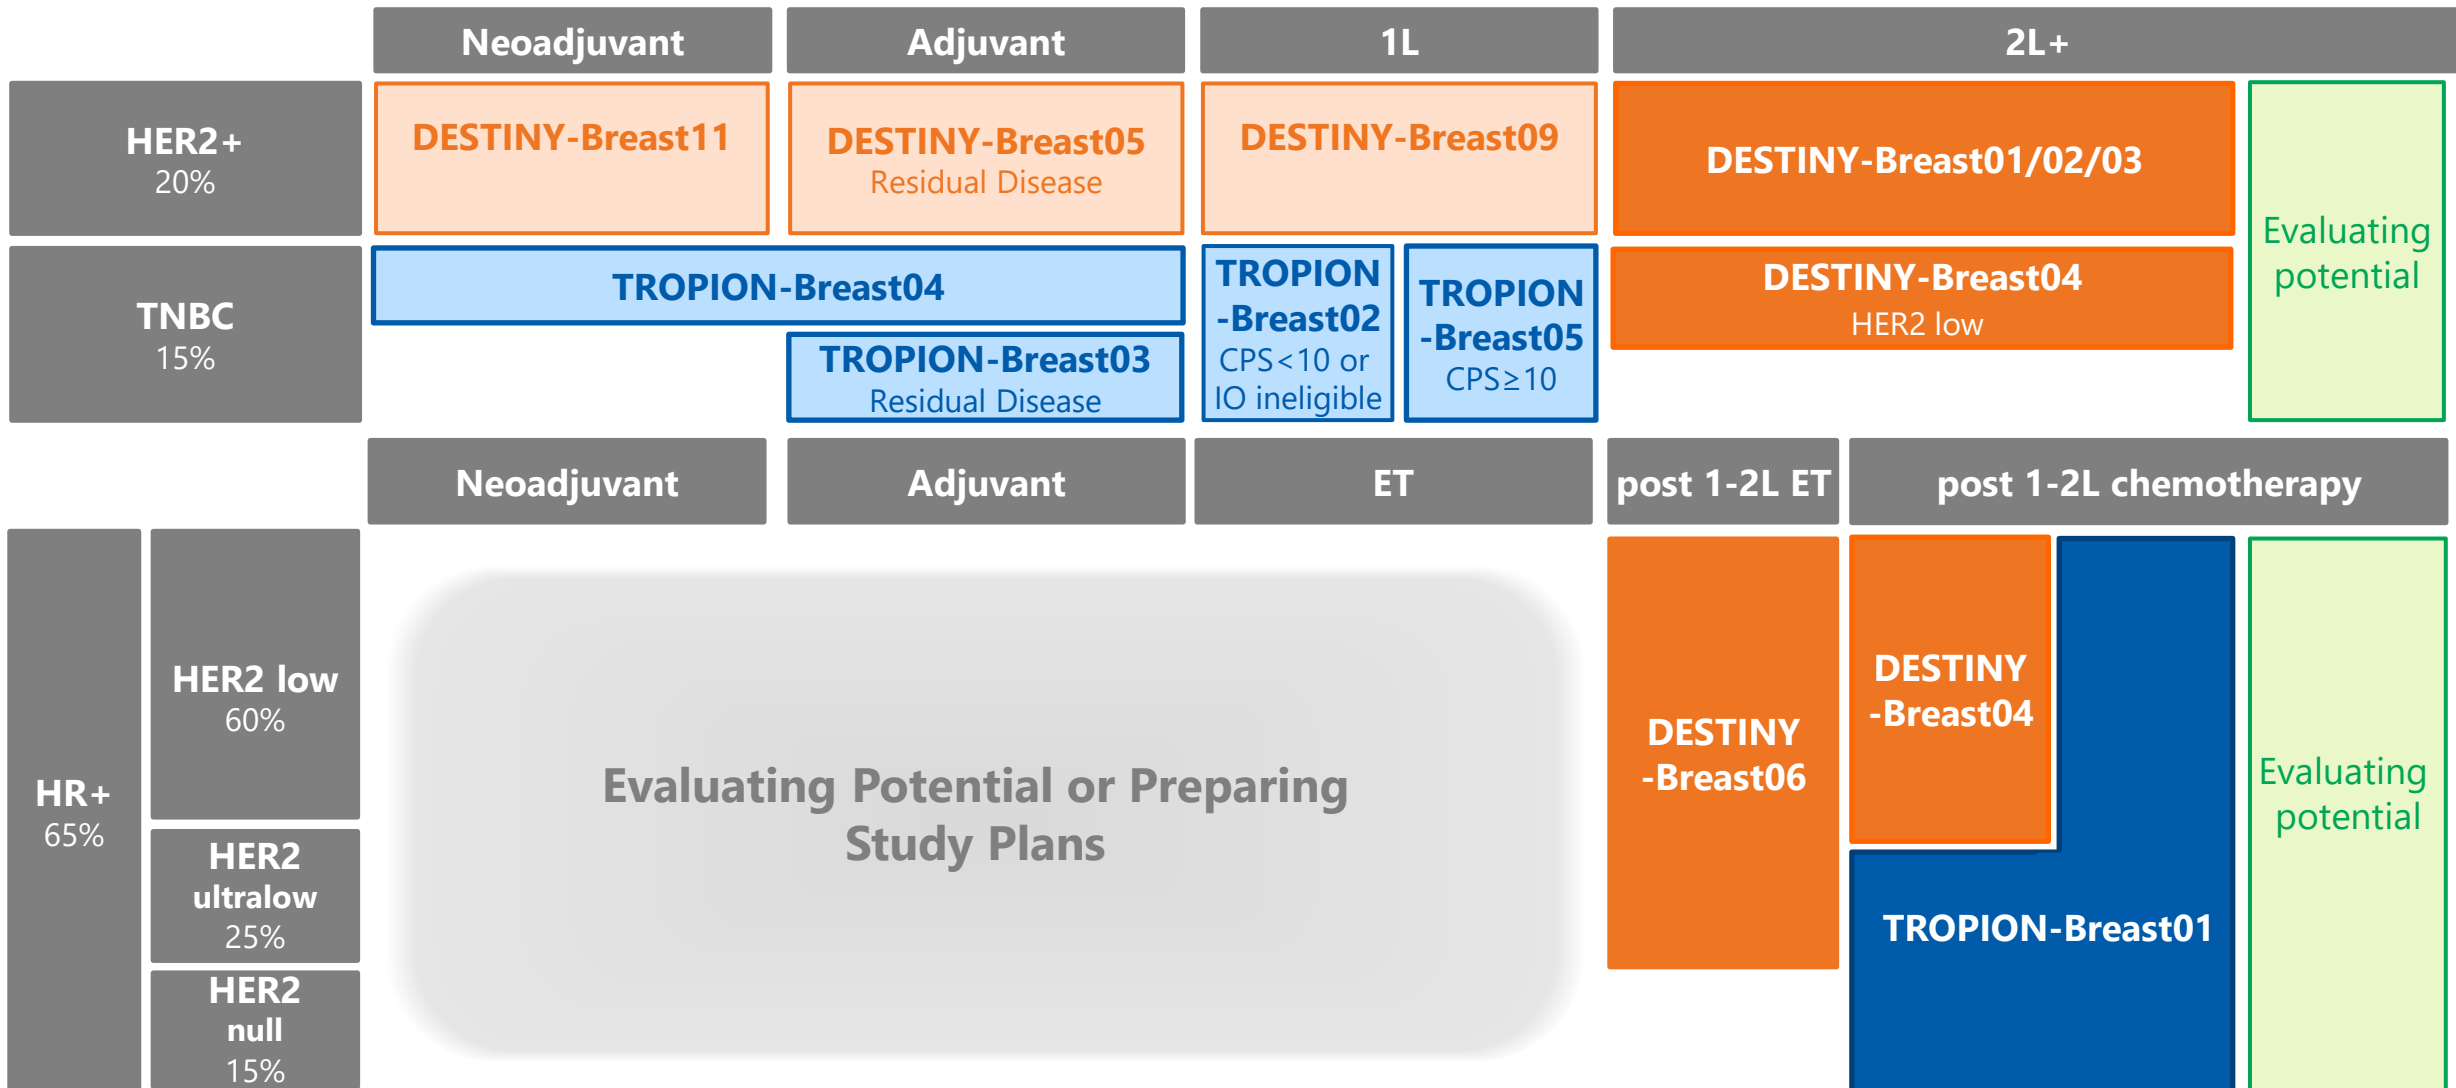 Neoadjuvant
Adjuvant
1L
2L+
HER2+
20%
DESTINY-Breast11
DESTINY-Breast05
Residual Disease
DESTINY-Breast09
DESTINY-Breast01/02/03
Evaluating
potential
TNBC
15%
TROPION-Breast04
TROPION-Breast03
Residual Disease
TROPION
-Breast02
CPS<10 or
IO ineligible
TROPION
-Breast05
CPS≥10
DESTINY-Breast04
HER2 low
Neoadjuvant
Adjuvant
ET
post 1-2L ET
post 1-2L chemotherapy
HR+
65%
HER2 low
60%
HER2
ultralow
25%
HER2
null
15%
Evaluating Potential or Preparing
Study Plans
DESTINY
-Breast06
DESTINY
-Breast04
TROPION-Breast01
Evaluating
potential